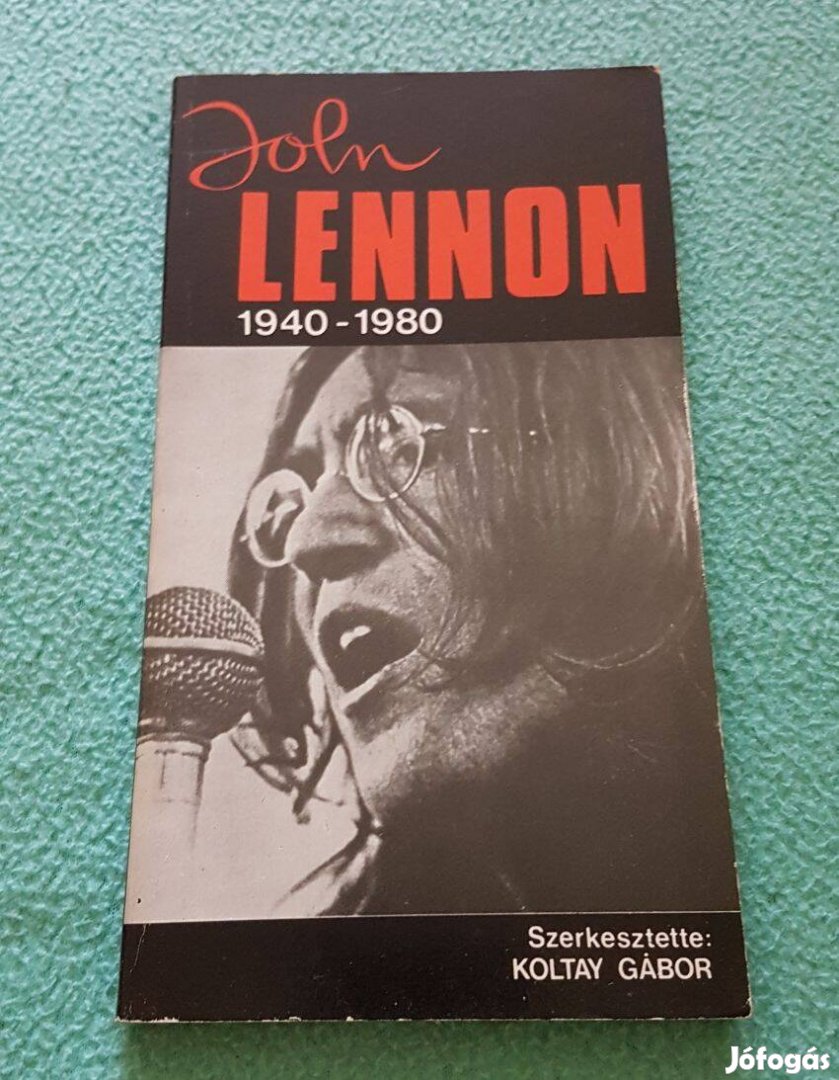 John
LENNON
1940-1980
Szerkesztette:
KOLTAY GÁBOR
Jófogás